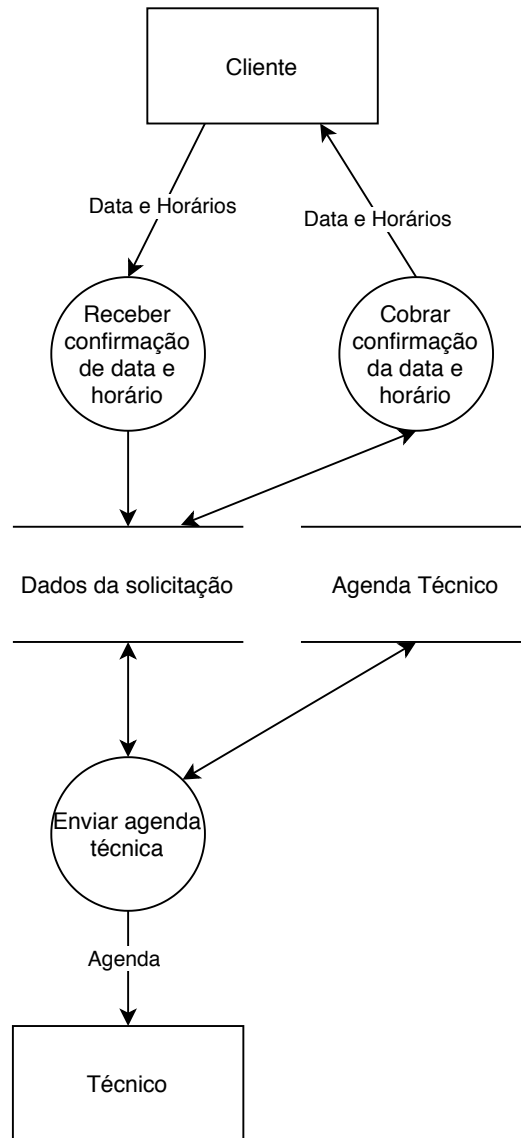 Cliente
Data e Horários
Data e Horários
Receber
confirmação
de data e
horário
Cobrar
confirmação
da data e
horário
Dados da solicitação
Agenda Técnico
Enviar agenda
técnica
Agenda
Técnico